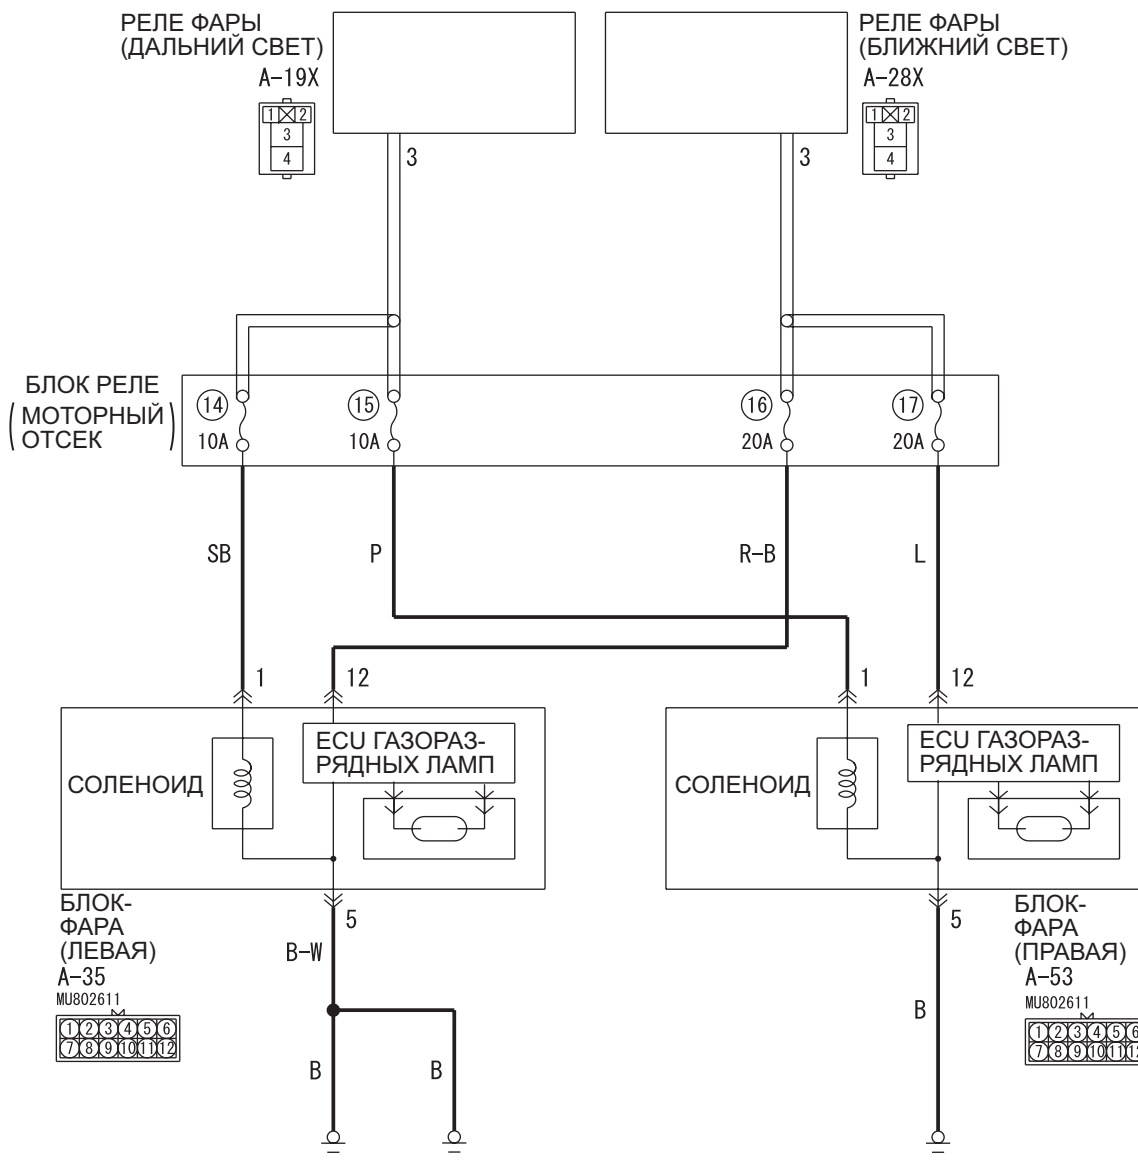 РЕЛЕ ФАРЫ
(ДАЛЬНИЙ СВЕТ)
A-19X
1 2
3
4
3
РЕЛЕ ФАРЫ
(БЛИЖНИЙ СВЕТ)
A-28X
1 2
3
4
3
БЛОК РЕЛЕ
(МОТОРНЫЙ
ОТСЕК)
14
10A
15
10A
16
20A
17
20A
SB
P
R-B
L
1
12
1
12
СОЛЕНОИД
ECU ГАЗОРАЗ-
РЯДНЫХ ЛАМП
СОЛЕНОИД
ECU ГАЗОРАЗ-
РЯДНЫХ ЛАМП
БЛОК-
ФАРА
(ЛЕВАЯ)
A-35
MU802611
1 2 3 4 5 6
7 8 9 10 11 12
5
B-W
B
B
5
B
БЛОК-
ФАРА
(ПРАВАЯ)
A-53
MU802611
1 2 3 4 5 6
7 8 9 10 11 12